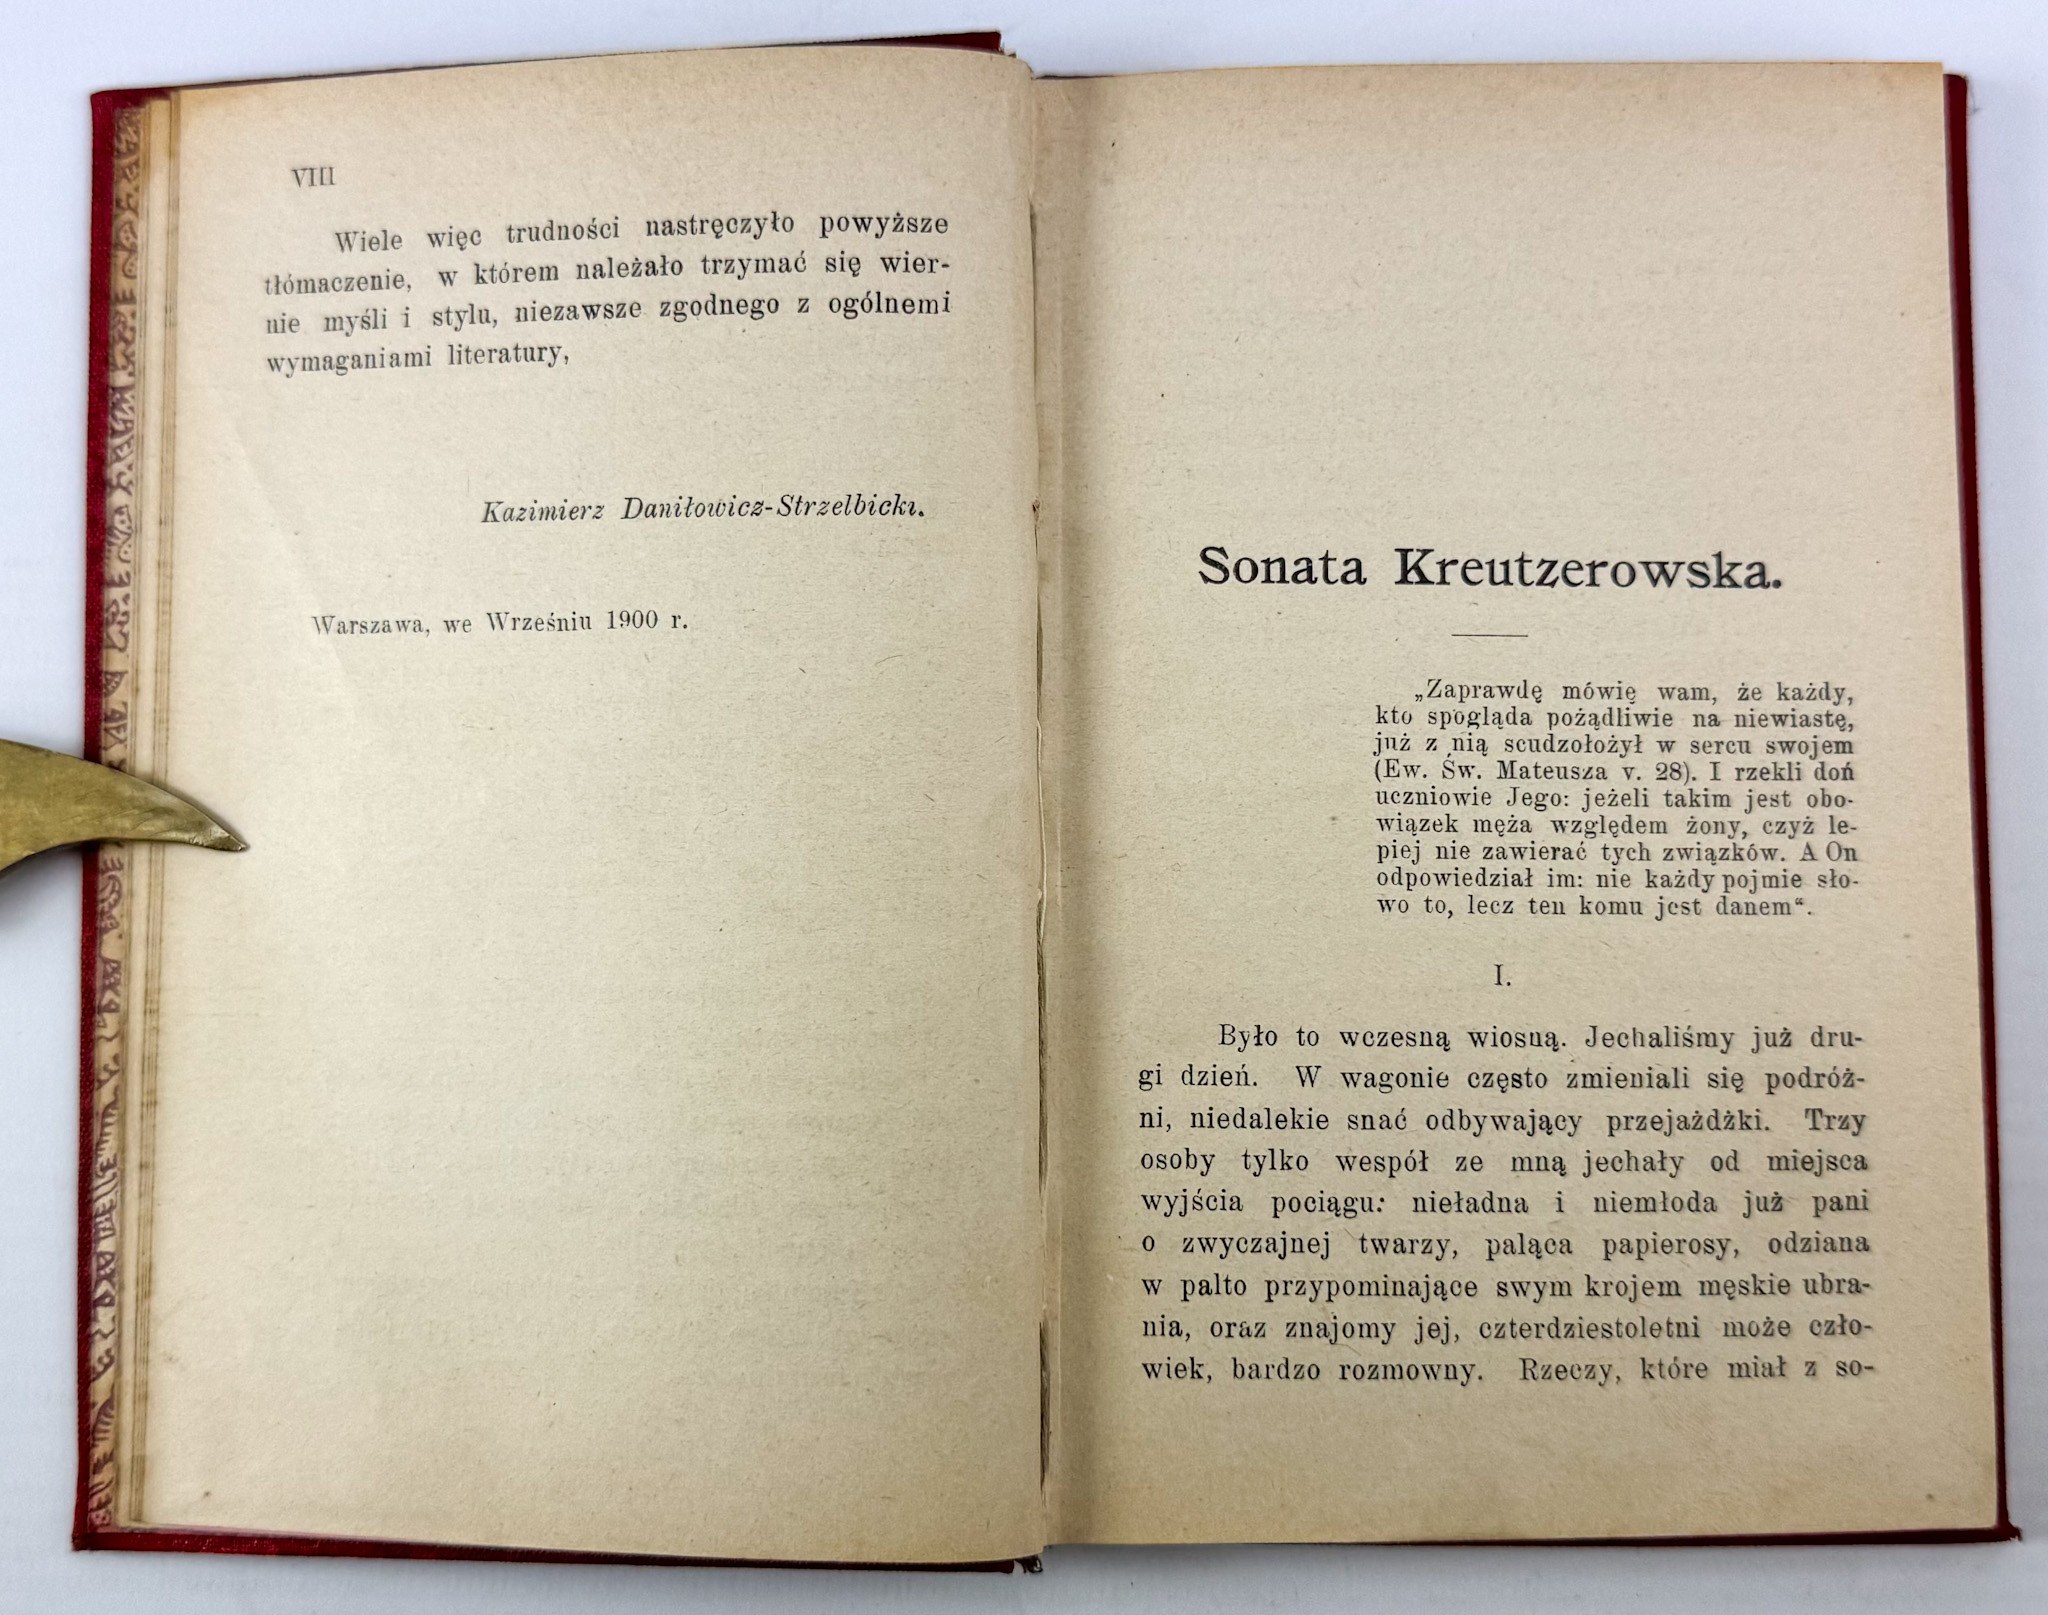 VIII
Wiele więc trudności nastręczyło powyższe
tłómaczenie, w którem należało trzymać się wier-
nie myśli i stylu, niezawsze zgodnego z ogólnemi
wymaganiami literatury,
Kazimierz Daniłowicz-Strzelbicki.
Warszawa, we Wrześniu 1900 r.
Sonata Kreutzerowska.
„Zaprawdę mówię wam, że każdy,
kto spogląda pożądliwie na niewiastę,
już z nią scudzołożył w sercu swojem
(Ew. Św. Mateusza v. 28). I rzekli doń
uczniowie Jego: jeżeli takim jest obo-
wiązek męża względem żony, czyż le-
piej nie zawierać tych związków. A On
odpowiedział im: nie każdy pojmie sło-
wo to, lecz ten komu jest danem“.
I.
Było to wczesną wiosną. Jechaliśmy już dru-
gi dzień. W wagonie często zmieniali się podróż-
ni, niedalekie snać odbywający przejażdżki. Trzy
osoby tylko wespół ze mną jechały od miejsca
wyjścia pociągu: nieładna i niemłoda już pani
o zwyczajnej twarzy, paląca papierosy, odziana
w palto przypominające swym krojem męskie ubra-
nia, oraz znajomy jej, czterdziestoletni może czło-
wiek, bardzo rozmowny. Rzeczy, które miał z so-